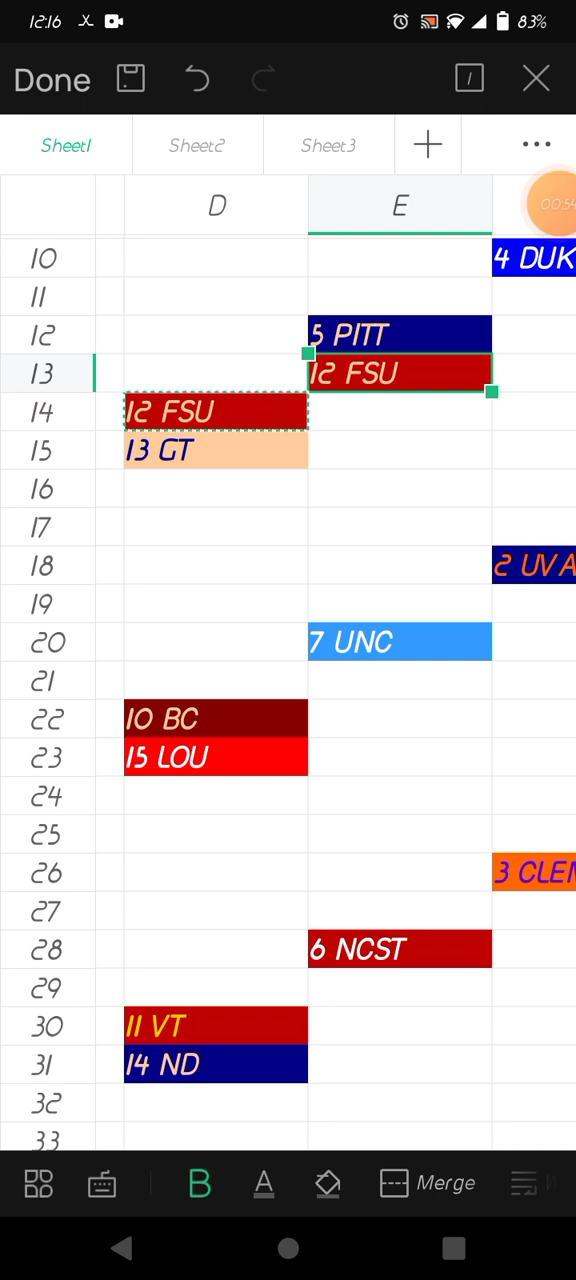 12:16 83%
Done
Sheet1 Sheet2 Sheet3
D E 00:54
10 4 DUK
11
12 5 PITT
13 12 FSU
14 12 FSU
15 13 GT
16
17
18 2 UVA
19
20 7 UNC
21
22 10 BC
23 15 LOU
24
25
26 3 CLEM
27
28 6 NCST
29
30 11 VT
31 14 ND
32
33
B A Merge